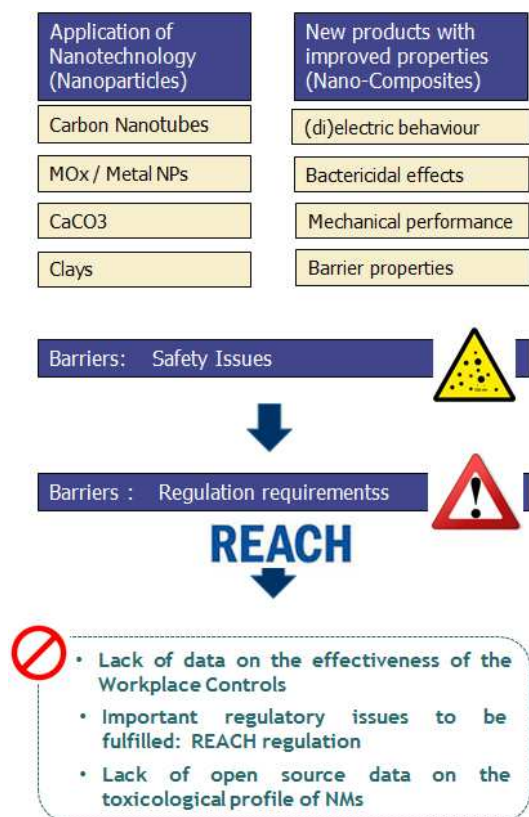 Application of
Nanotechnology
(Nanoparticles)
Carbon Nanotubes
MOx / Metal NPs
CaCO3
Clays
New products with
improved properties
(Nano-Composites)
(di)electric behaviour
Bactericidal effects
Mechanical performance
Barrier properties
Barriers: Safety Issues
Barriers : Regulation requirementss
REACH
• Lack of data on the effectiveness of the
Workplace Controls
• Important regulatory issues to be
fulfilled: REACH regulation
• Lack of open source data on the
toxicological profile of NMs